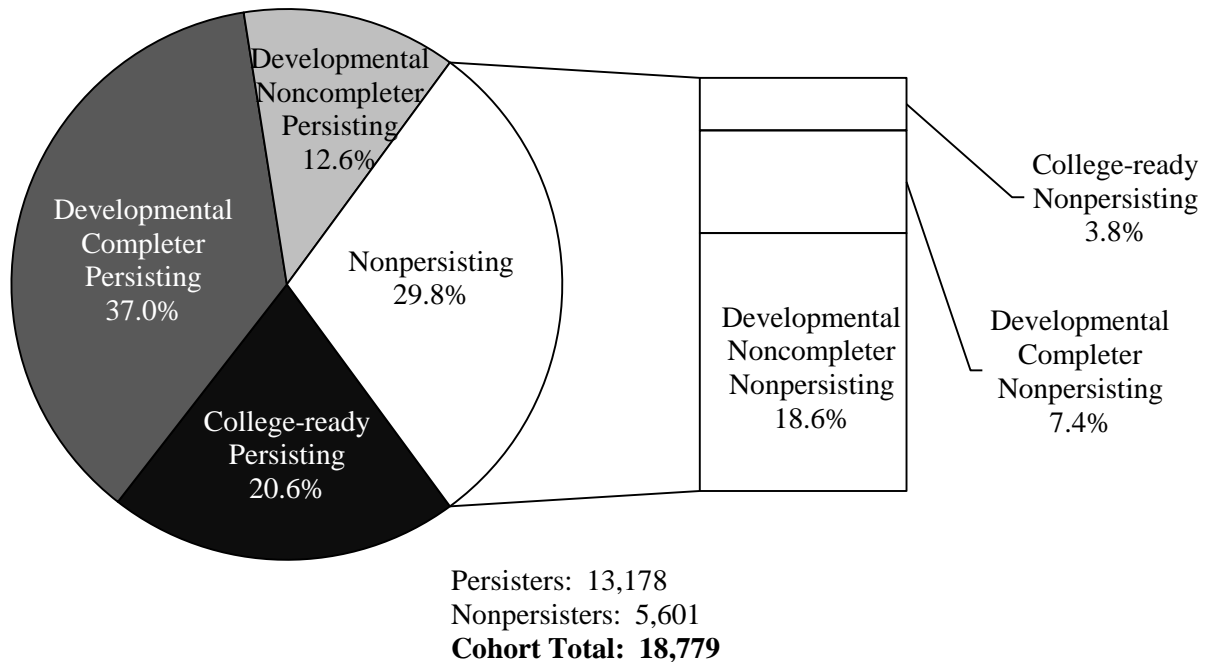 Developmental
Noncompleter
Persisting
12.6%
Developmental
Completer
Persisting
37.0%
Nonpersisting
29.8%
College-ready
Persisting
20.6%
College-ready
Nonpersisting
3.8%
Developmental
Completer
Nonpersisting
7.4%
Developmental
Noncompleter
Nonpersisting
18.6%
Persisters: 13,178
Nonpersisters: 5,601
Cohort Total: 18,779